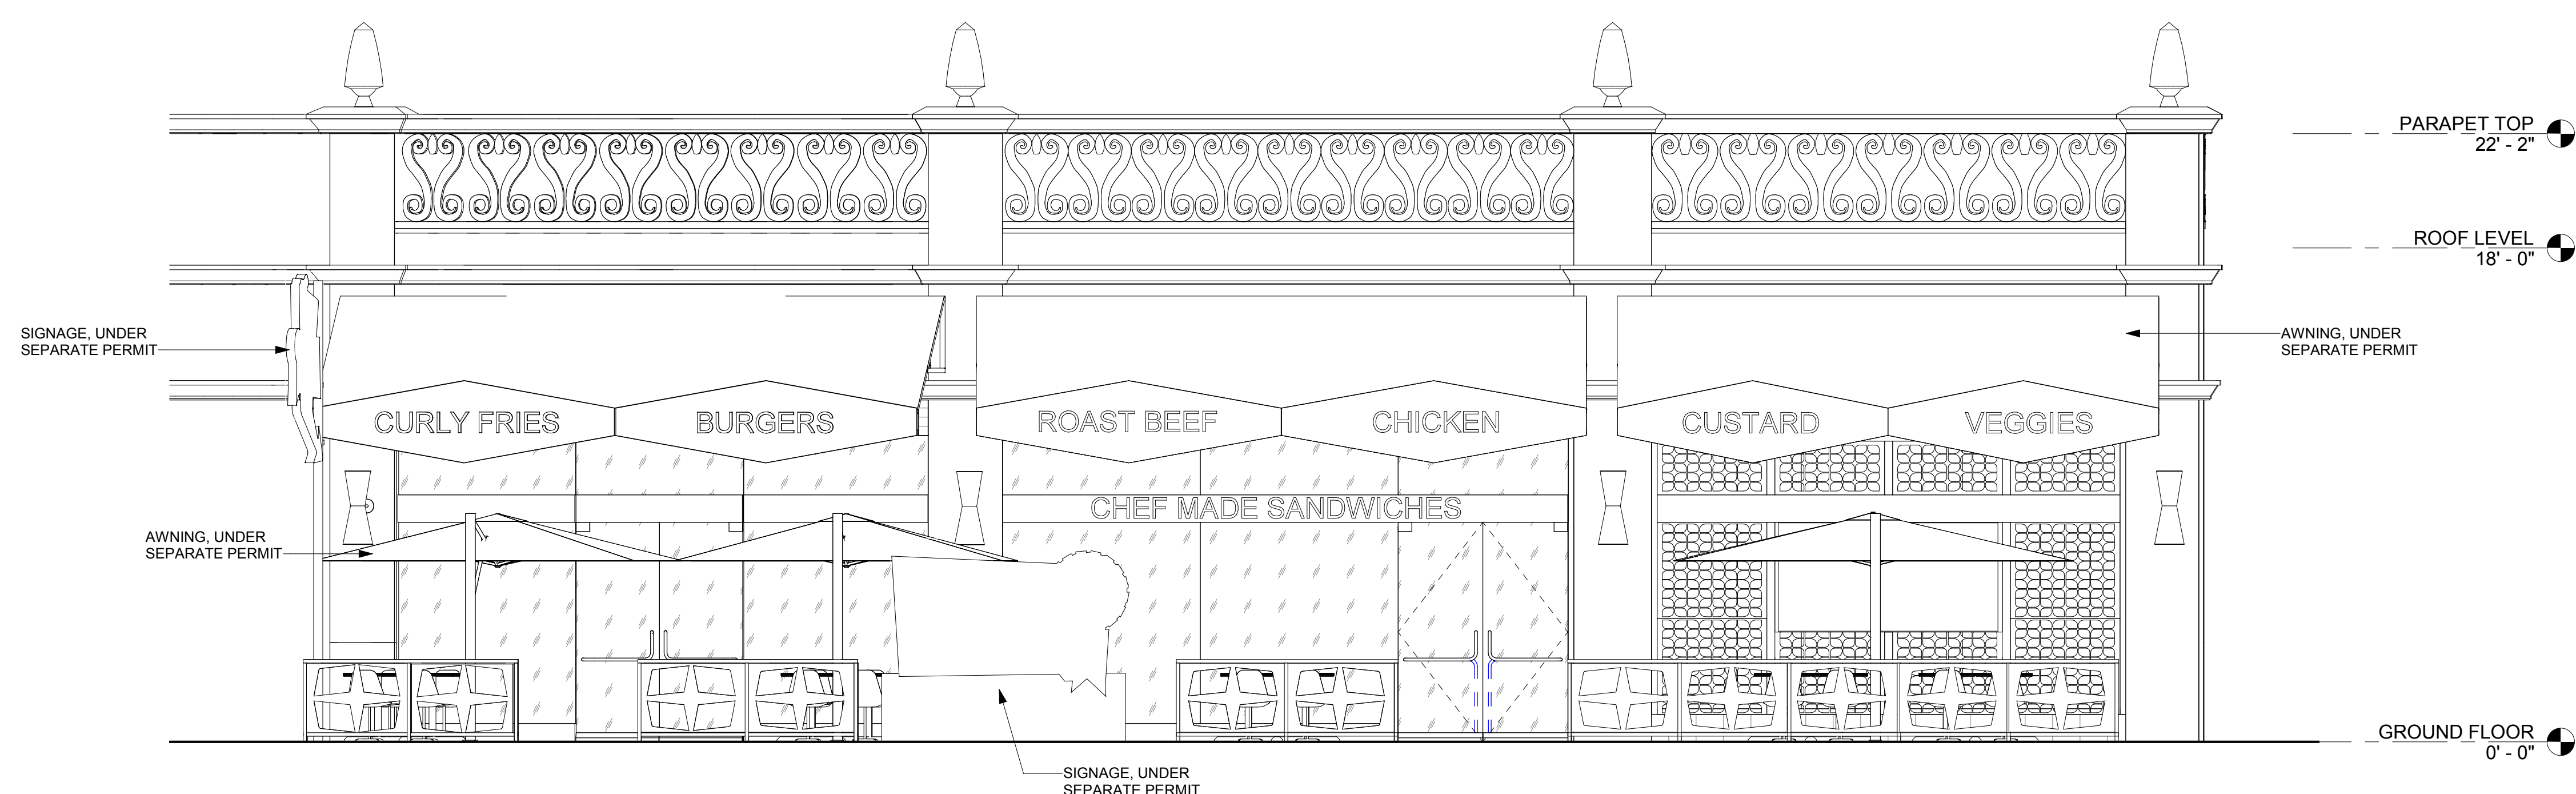 PARAPET TOP
22' - 2"
ROOF LEVEL
18' - 0"
SIGNAGE, UNDER
SEPARATE PERMIT
AWNING, UNDER
SEPARATE PERMIT
CURLY FRIES
BURGERS
ROAST BEEF
CHICKEN
CUSTARD
VEGGIES
CHEF MADE SANDWICHES
AWNING, UNDER
SEPARATE PERMIT
GROUND FLOOR
0' - 0"
SIGNAGE, UNDER
SEPARATE PERMIT